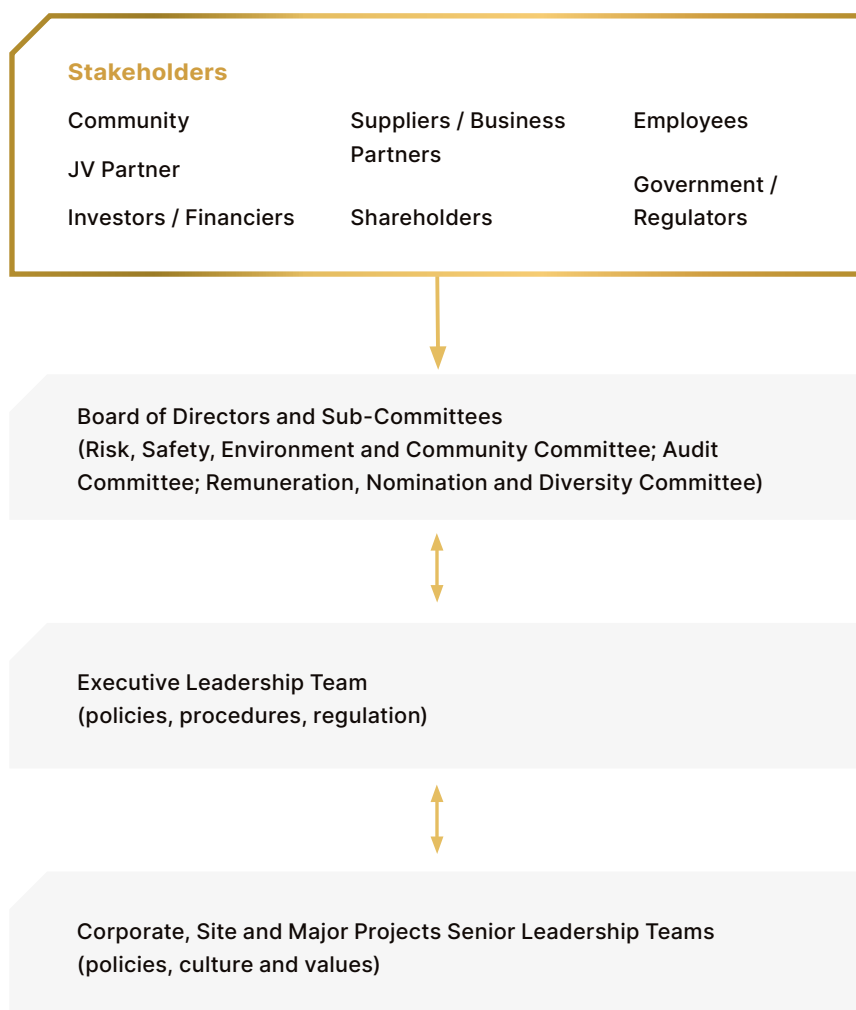 Stakeholders
Community
JV Partner
Investors / Financiers
Suppliers / Business
Partners
Shareholders
Employees
Government /
Regulators
Board of Directors and Sub-Committees
(Risk, Safety, Environment and Community Committee; Audit
Committee; Remuneration, Nomination and Diversity Committee)
Executive Leadership Team
(policies, procedures, regulation)
Corporate, Site and Major Projects Senior Leadership Teams
(policies, culture and values)